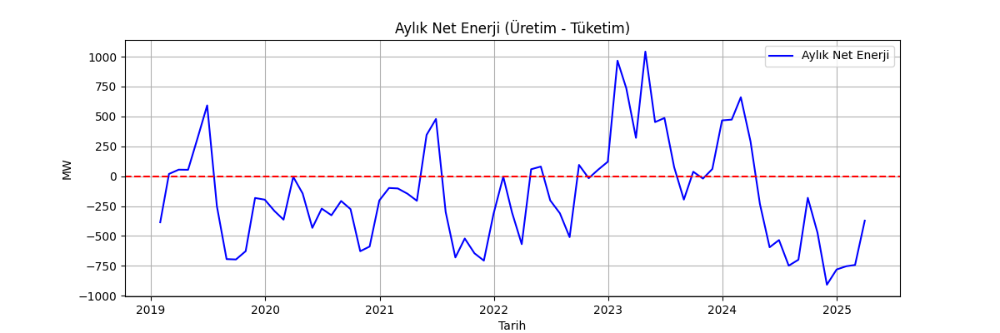 Aylık Net Enerji (Üretim - Tüketim)
Aylık Net Enerji
MW
1000
750
500
250
0
−250
−500
−750
−1000
2019 2020 2021 2022 2023 2024 2025
Tarih